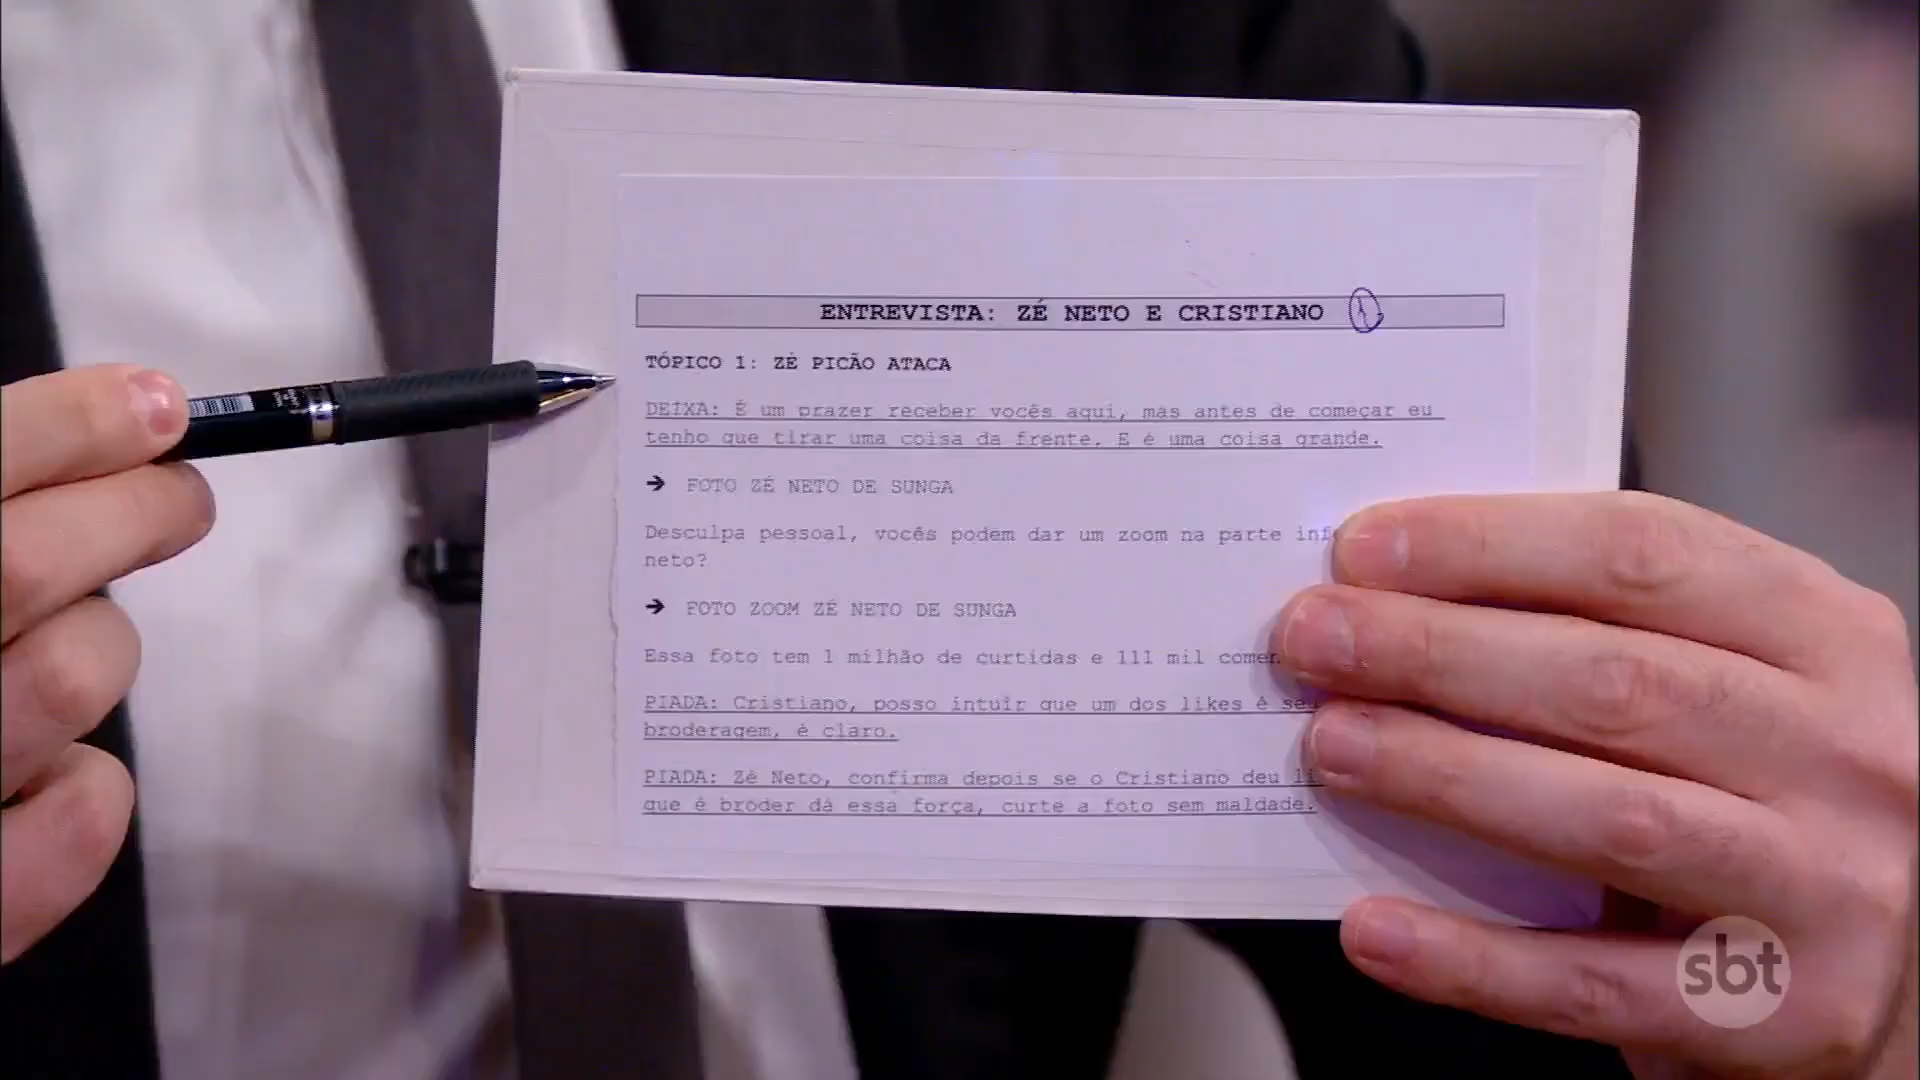 ENTREVISTA: ZÉ NETO E CRISTIANO 1
TÓPICO 1: ZÉ PICÃO ATACA
DEIXA: É um prazer receber vocês aqui, mas antes de começar eu
tenho que tirar uma coisa da frente. E é uma coisa grande.
➔ FOTO ZÉ NETO DE SUNGA
Desculpa pessoal, vocês podem dar um zoom na parte
neto?
➔ FOTO ZOOM ZÉ NETO DE SUNGA
Essa foto tem 1 milhão de curtidas e 111 mil
PIADA: Cristiano, posso intuir que um dos likes é
broderagem, é claro.
PIADA: Zé Neto, confirma depois se o Cristiano deu
que é broder dá essa força, curte a foto sem maldade.
sbt